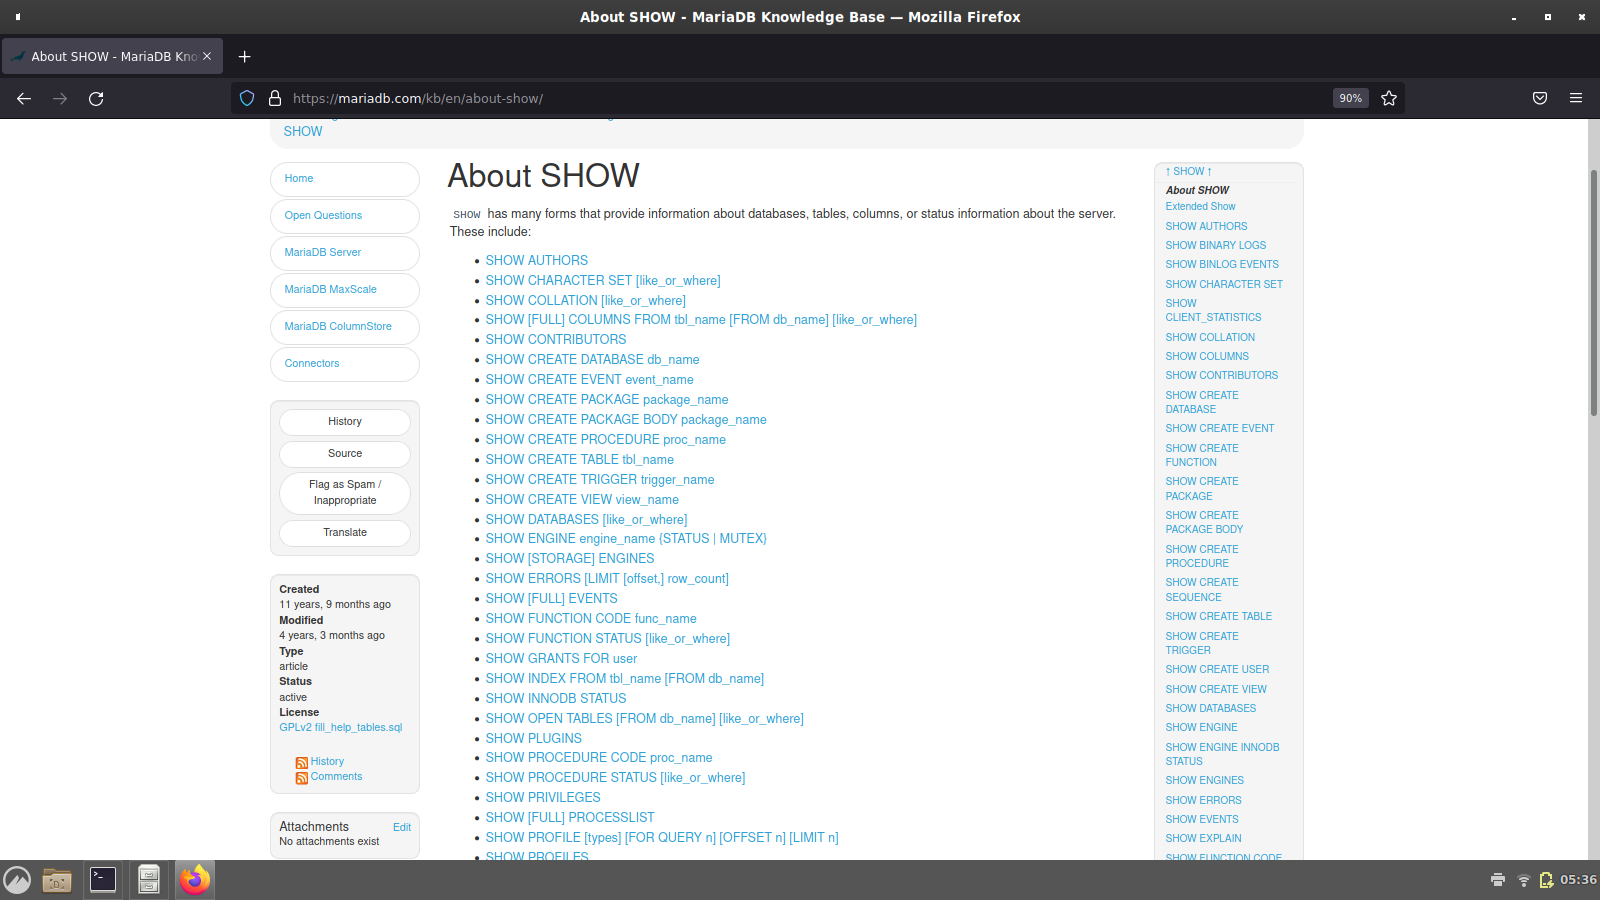 About SHOW - MariaDB Knowledge Base — Mozilla Firefox
About SHOW - MariaDB Kno
https://mariadb.com/kb/en/about-show/
90%
SHOW
Home
Open Questions
MariaDB Server
MariaDB MaxScale
MariaDB ColumnStore
Connectors
History
Source
Flag as Spam /
Inappropriate
Translate
Created
11 years, 9 months ago
Modified
4 years, 3 months ago
Type
article
Status
active
License
GPLv2 fill_help_tables.sql
History
Comments
Attachments
Edit
No attachments exist
About SHOW
SHOW has many forms that provide information about databases, tables, columns, or status information about the server.
These include:
SHOW AUTHORS
SHOW CHARACTER SET [like_or_where]
SHOW COLLATION [like_or_where]
SHOW [FULL] COLUMNS FROM tbl_name [FROM db_name] [like_or_where]
SHOW CONTRIBUTORS
SHOW CREATE DATABASE db_name
SHOW CREATE EVENT event_name
SHOW CREATE PACKAGE package_name
SHOW CREATE PACKAGE BODY package_name
SHOW CREATE PROCEDURE proc_name
SHOW CREATE TABLE tbl_name
SHOW CREATE TRIGGER trigger_name
SHOW CREATE VIEW view_name
SHOW DATABASES [like_or_where]
SHOW ENGINE engine_name {STATUS | MUTEX}
SHOW [STORAGE] ENGINES
SHOW ERRORS [LIMIT [offset,] row_count]
SHOW [FULL] EVENTS
SHOW FUNCTION CODE func_name
SHOW FUNCTION STATUS [like_or_where]
SHOW GRANTS FOR user
SHOW INDEX FROM tbl_name [FROM db_name]
SHOW INNODB STATUS
SHOW OPEN TABLES [FROM db_name] [like_or_where]
SHOW PLUGINS
SHOW PROCEDURE CODE proc_name
SHOW PROCEDURE STATUS [like_or_where]
SHOW PRIVILEGES
SHOW [FULL] PROCESSLIST
SHOW PROFILE [types] [FOR QUERY n] [OFFSET n] [LIMIT n]
SHOW PROFILES
↑ SHOW ↑
About SHOW
Extended Show
SHOW AUTHORS
SHOW BINARY LOGS
SHOW BINLOG EVENTS
SHOW CHARACTER SET
SHOW
CLIENT_STATISTICS
SHOW COLLATION
SHOW COLUMNS
SHOW CONTRIBUTORS
SHOW CREATE
DATABASE
SHOW CREATE EVENT
SHOW CREATE
FUNCTION
SHOW CREATE
PACKAGE
SHOW CREATE
PACKAGE BODY
SHOW CREATE
PROCEDURE
SHOW CREATE
SEQUENCE
SHOW CREATE TABLE
SHOW CREATE
TRIGGER
SHOW CREATE USER
SHOW CREATE VIEW
SHOW DATABASES
SHOW ENGINE
SHOW ENGINE INNODB
STATUS
SHOW ENGINES
SHOW ERRORS
SHOW EVENTS
SHOW EXPLAIN
SHOW FUNCTION CODE
05:36